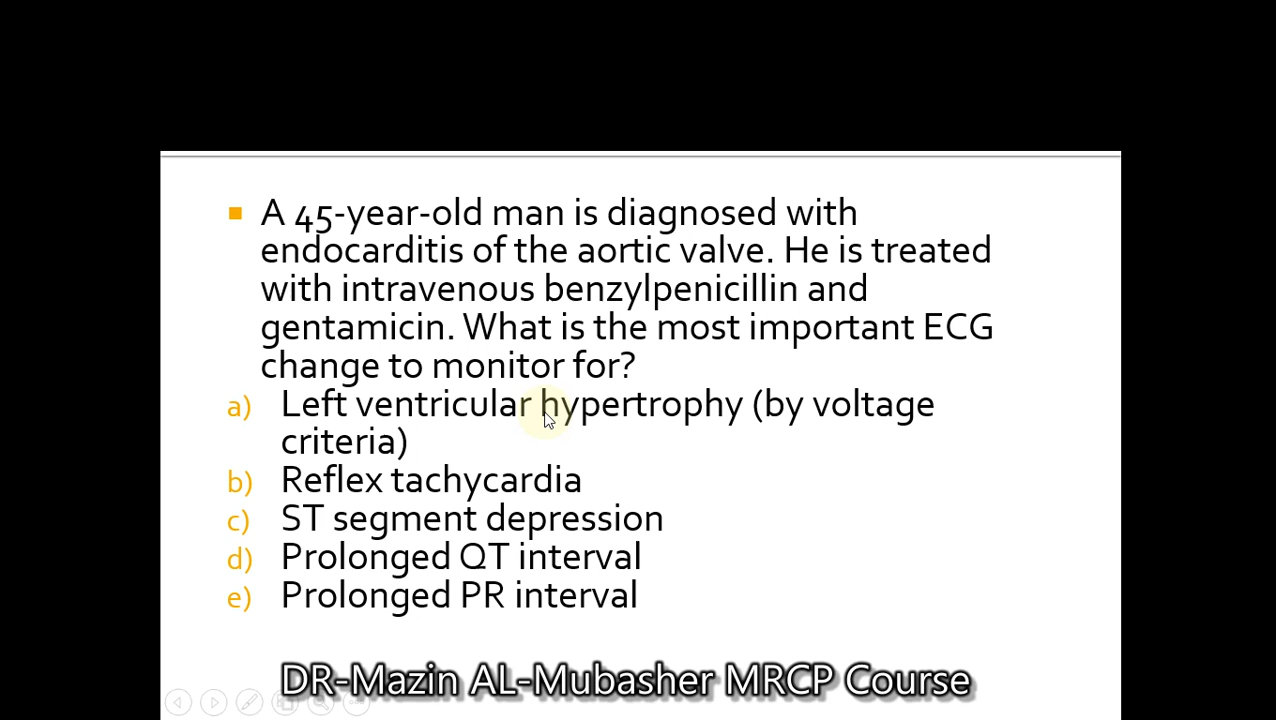 A 45-year-old man is diagnosed with
endocarditis of the aortic valve. He is treated
with intravenous benzylpenicillin and
gentamicin. What is the most important ECG
change to monitor for?
a) Left ventricular hypertrophy (by voltage
criteria)
b) Reflex tachycardia
c) ST segment depression
d) Prolonged QT interval
e) Prolonged PR interval
DR-Mazin AL-Mubasher MRCP Course